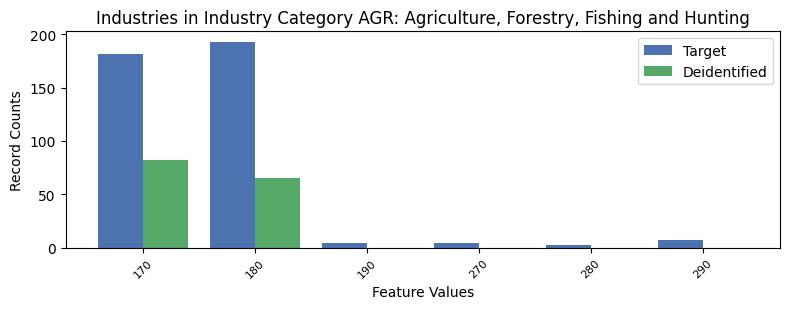 Industries in Industry Category AGR: Agriculture, Forestry, Fishing and Hunting
Target
Deidentified
Record Counts
200
150
100
50
0
170
180
190
270
280
290
Feature Values